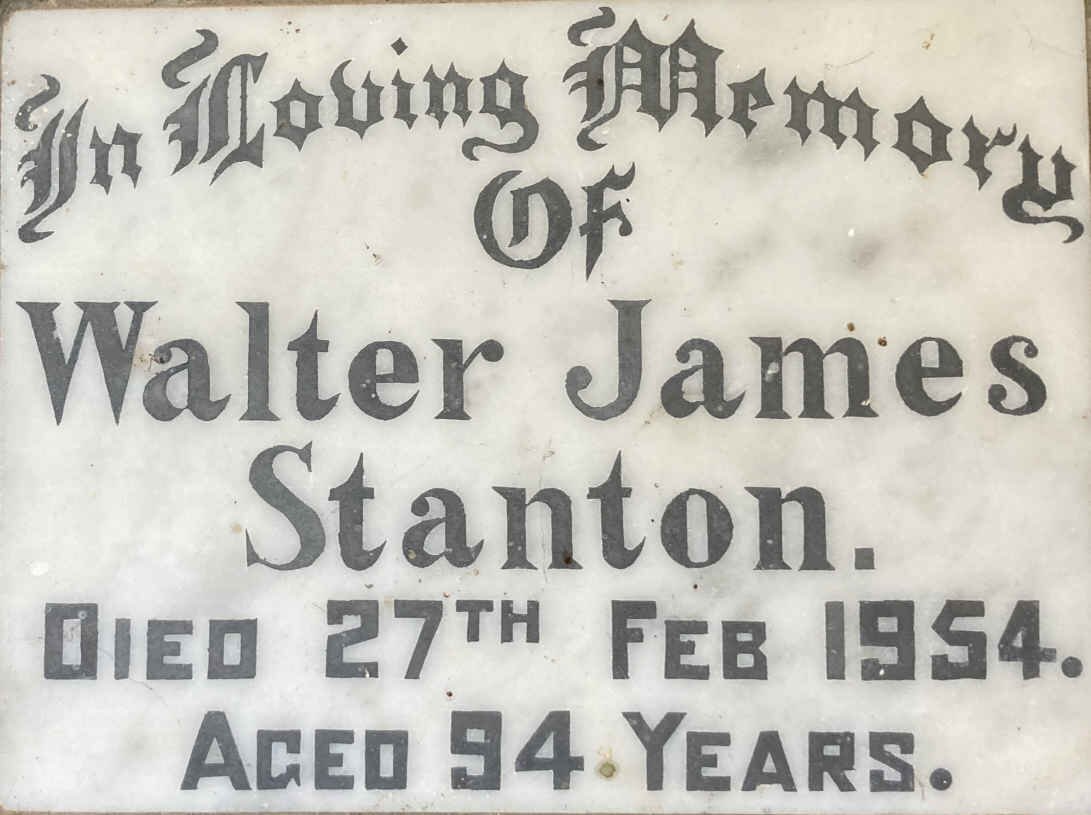 In Loving Memory
OF
Walter James
Stanton.
DIED 27TH FEB 1954.
AGED 94 YEARS.